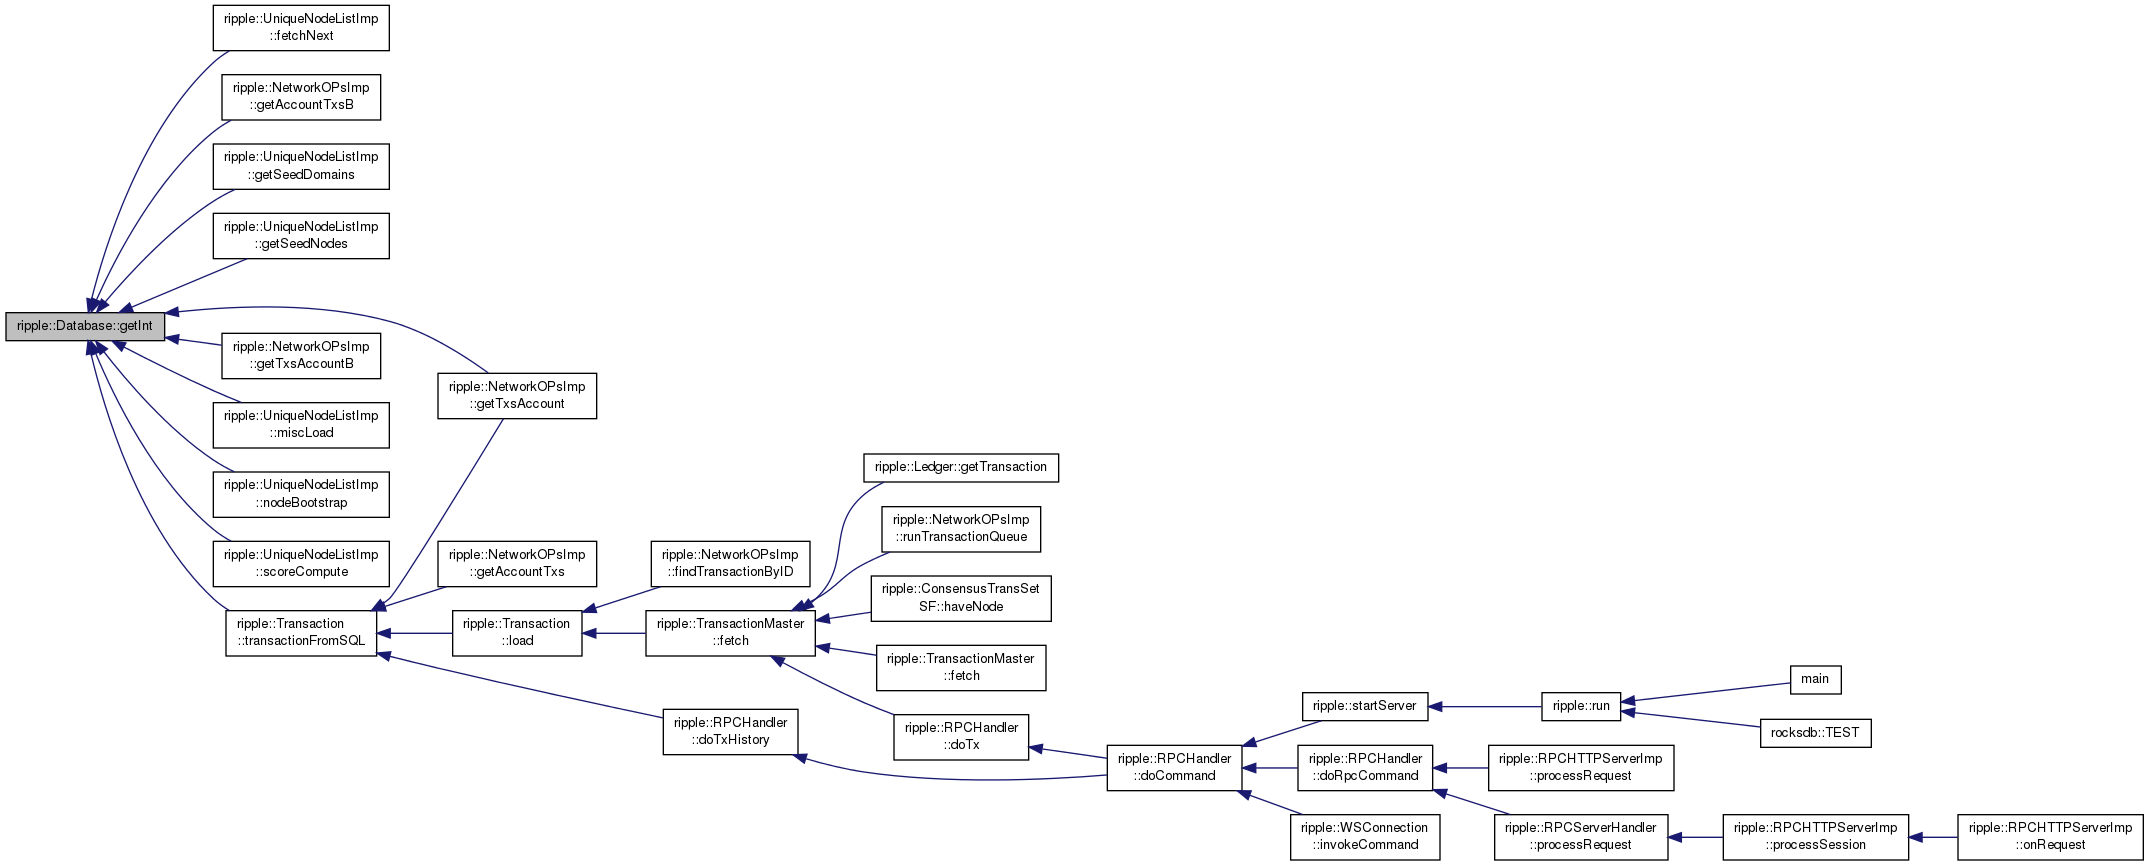 ripple::UniqueNodeListImp
::fetchNext
ripple::NetworkOPsImp
::getAccountTxsB
ripple::UniqueNodeListImp
::getSeedDomains
ripple::UniqueNodeListImp
::getSeedNodes
ripple::Database::getInt
ripple::NetworkOPsImp
::getTxsAccountB
ripple::NetworkOPsImp
::getTxsAccount
ripple::UniqueNodeListImp
::miscLoad
ripple::UniqueNodeListImp
::nodeBootstrap
ripple::UniqueNodeListImp
::scoreCompute
ripple::Transaction
::transactionFromSQL
ripple::NetworkOPsImp
::getAccountTxs
ripple::Transaction
::load
ripple::NetworkOPsImp
::findTransactionByID
ripple::TransactionMaster
::fetch
ripple::RPCHandler
::doTxHistory
ripple::Ledger::getTransaction
ripple::NetworkOPsImp
::runTransactionQueue
ripple::ConsensusTransSet
SF::haveNode
ripple::TransactionMaster
::fetch
ripple::RPCHandler
::doTx
ripple::RPCHandler
::doCommand
ripple::startServer
ripple::RPCHandler
::doRpcCommand
ripple::WSConnection
::invokeCommand
ripple::run
ripple::RPCHTTPServerImp
::processRequest
ripple::RPCServerHandler
::processRequest
main
rocksdb::TEST
ripple::RPCHTTPServerImp
::processSession
ripple::RPCHTTPServerImp
::onRequest